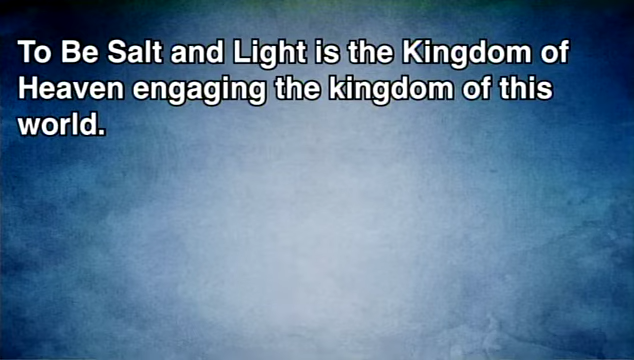 To Be Salt and Light is the Kingdom of
Heaven engaging the kingdom of this
world.